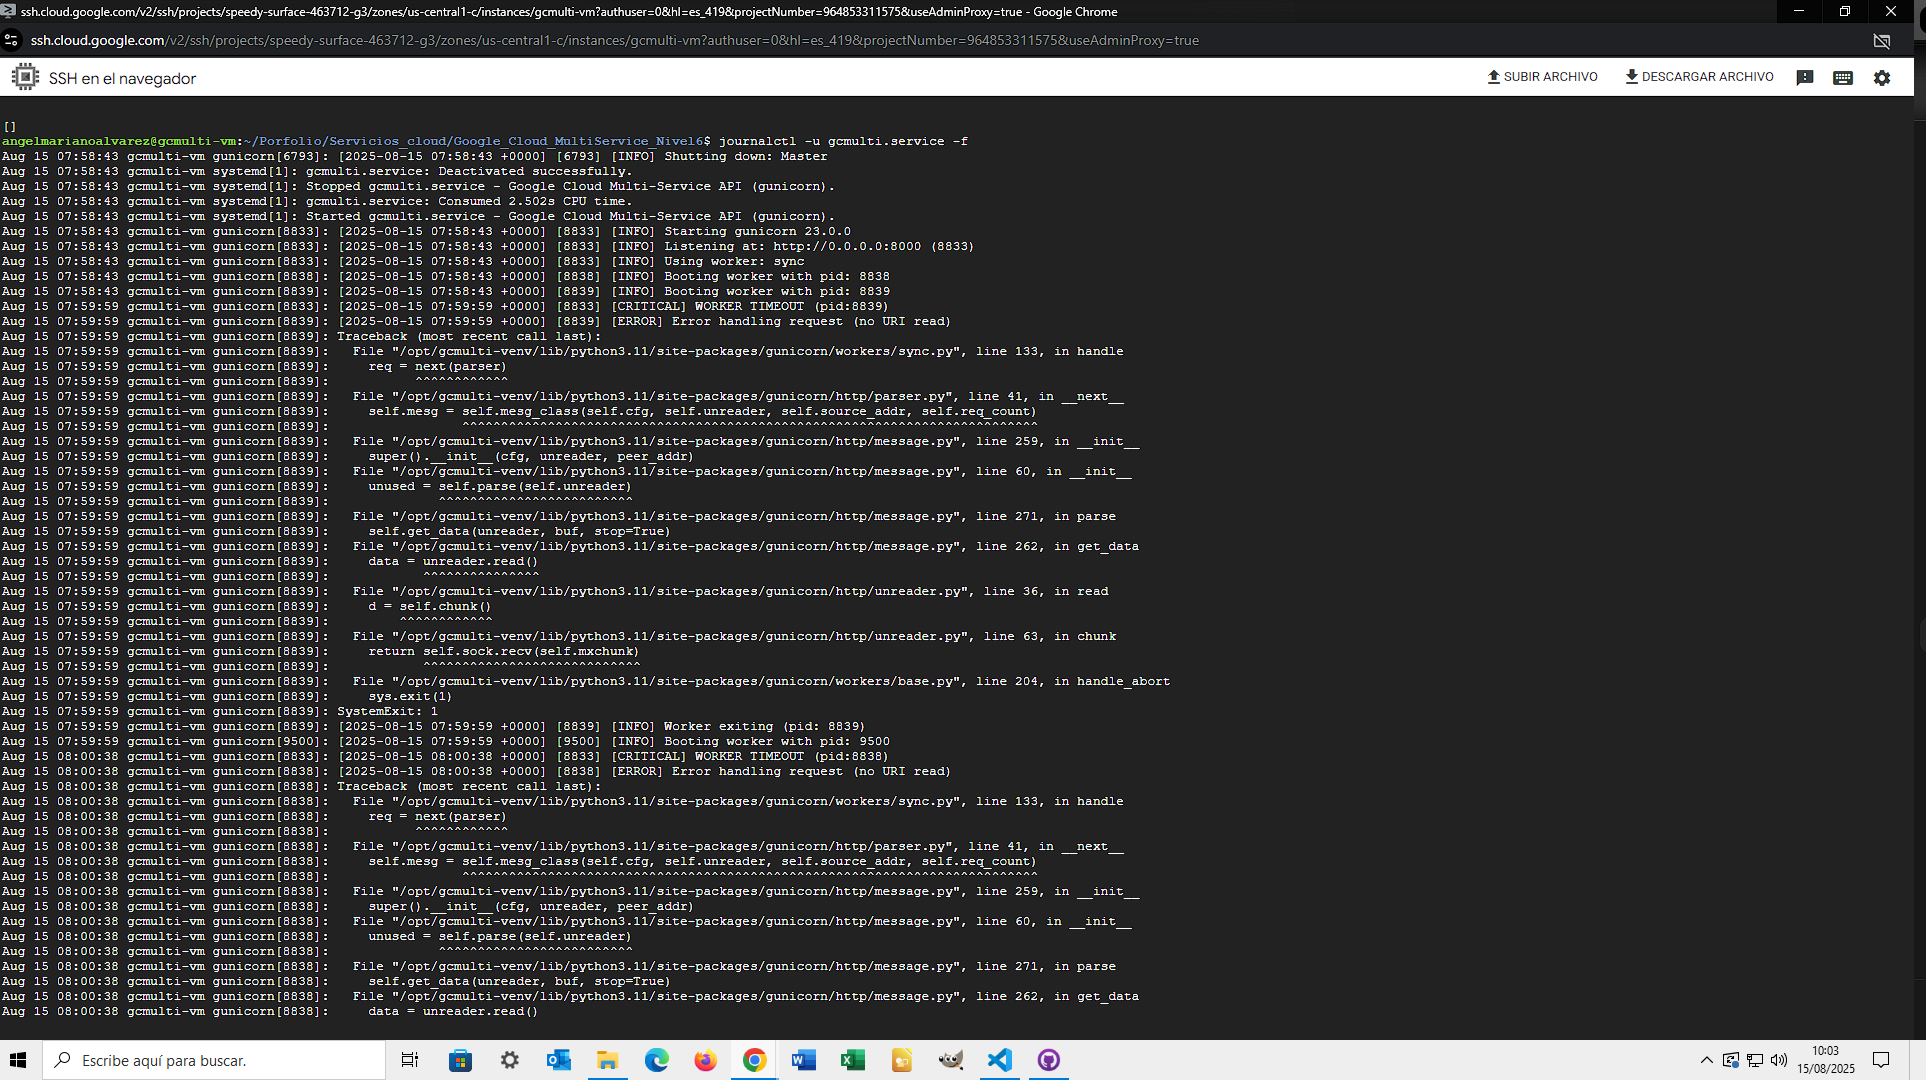 ssh.cloud.google.com/v2/ssh/projects/speedy-surface-463712-g3/zones/us-central1-c/instances/gcmulti-vm?authuser=0&hl=es_419&projectNumber=964853311575&useAdminProxy=true - Google Chrome
ssh.cloud.google.com/v2/ssh/projects/speedy-surface-463712-g3/zones/us-central1-c/instances/gcmulti-vm?authuser=0&hl=es_419&projectNumber=964853311575&useAdminProxy=true
SSH en el navegador
SUBIR ARCHIVO
DESCARGAR ARCHIVO
[]
angelmarianoalvarez@gcmulti-vm:~/Porfolio/Servicios_cloud/Google_Cloud_MultiService_Nivel6$ journalctl -u gcmulti.service -f
Aug 15 07:58:43 gcmulti-vm gunicorn[6793]: [2025-08-15 07:58:43 +0000] [6793] [INFO] Shutting down: Master
Aug 15 07:58:43 gcmulti-vm systemd[1]: gcmulti.service: Deactivated successfully.
Aug 15 07:58:43 gcmulti-vm systemd[1]: Stopped gcmulti.service - Google Cloud Multi-Service API (gunicorn).
Aug 15 07:58:43 gcmulti-vm systemd[1]: gcmulti.service: Consumed 2.502s CPU time.
Aug 15 07:58:43 gcmulti-vm systemd[1]: Started gcmulti.service - Google Cloud Multi-Service API (gunicorn).
Aug 15 07:58:43 gcmulti-vm gunicorn[8833]: [2025-08-15 07:58:43 +0000] [8833] [INFO] Starting gunicorn 23.0.0
Aug 15 07:58:43 gcmulti-vm gunicorn[8833]: [2025-08-15 07:58:43 +0000] [8833] [INFO] Listening at: http://0.0.0.0:8000 (8833)
Aug 15 07:58:43 gcmulti-vm gunicorn[8833]: [2025-08-15 07:58:43 +0000] [8833] [INFO] Using worker: sync
Aug 15 07:58:43 gcmulti-vm gunicorn[8838]: [2025-08-15 07:58:43 +0000] [8838] [INFO] Booting worker with pid: 8838
Aug 15 07:58:43 gcmulti-vm gunicorn[8839]: [2025-08-15 07:58:43 +0000] [8839] [INFO] Booting worker with pid: 8839
Aug 15 07:59:59 gcmulti-vm gunicorn[8833]: [2025-08-15 07:59:59 +0000] [8833] [CRITICAL] WORKER TIMEOUT (pid:8839)
Aug 15 07:59:59 gcmulti-vm gunicorn[8839]: [2025-08-15 07:59:59 +0000] [8839] [ERROR] Error handling request (no URI read)
Aug 15 07:59:59 gcmulti-vm gunicorn[8839]: Traceback (most recent call last):
Aug 15 07:59:59 gcmulti-vm gunicorn[8839]:   File "/opt/gcmulti-venv/lib/python3.11/site-packages/gunicorn/workers/sync.py", line 133, in handle
Aug 15 07:59:59 gcmulti-vm gunicorn[8839]:     req = next(parser)
Aug 15 07:59:59 gcmulti-vm gunicorn[8839]:           ^^^^^^^^^^^^
Aug 15 07:59:59 gcmulti-vm gunicorn[8839]:   File "/opt/gcmulti-venv/lib/python3.11/site-packages/gunicorn/http/parser.py", line 41, in __next__
Aug 15 07:59:59 gcmulti-vm gunicorn[8839]:     self.mesg = self.mesg_class(self.cfg, self.unreader, self.source_addr, self.req_count)
Aug 15 07:59:59 gcmulti-vm gunicorn[8839]:                 ^^^^^^^^^^^^^^^^^^^^^^^^^^^^^^^^^^^^^^^^^^^^^^^^^^^^^^^^^^^^^^^^^^^^^^^^^^
Aug 15 07:59:59 gcmulti-vm gunicorn[8839]:   File "/opt/gcmulti-venv/lib/python3.11/site-packages/gunicorn/http/message.py", line 259, in __init__
Aug 15 07:59:59 gcmulti-vm gunicorn[8839]:     super().__init__(cfg, unreader, peer_addr)
Aug 15 07:59:59 gcmulti-vm gunicorn[8839]:   File "/opt/gcmulti-venv/lib/python3.11/site-packages/gunicorn/http/message.py", line 60, in __init__
Aug 15 07:59:59 gcmulti-vm gunicorn[8839]:     unused = self.parse(self.unreader)
Aug 15 07:59:59 gcmulti-vm gunicorn[8839]:              ^^^^^^^^^^^^^^^^^^^^^^^^^
Aug 15 07:59:59 gcmulti-vm gunicorn[8839]:   File "/opt/gcmulti-venv/lib/python3.11/site-packages/gunicorn/http/message.py", line 271, in parse
Aug 15 07:59:59 gcmulti-vm gunicorn[8839]:     self.get_data(unreader, buf, stop=True)
Aug 15 07:59:59 gcmulti-vm gunicorn[8839]:   File "/opt/gcmulti-venv/lib/python3.11/site-packages/gunicorn/http/message.py", line 262, in get_data
Aug 15 07:59:59 gcmulti-vm gunicorn[8839]:     data = unreader.read()
Aug 15 07:59:59 gcmulti-vm gunicorn[8839]:            ^^^^^^^^^^^^^^^
Aug 15 07:59:59 gcmulti-vm gunicorn[8839]:   File "/opt/gcmulti-venv/lib/python3.11/site-packages/gunicorn/http/unreader.py", line 36, in read
Aug 15 07:59:59 gcmulti-vm gunicorn[8839]:     d = self.chunk()
Aug 15 07:59:59 gcmulti-vm gunicorn[8839]:         ^^^^^^^^^^^^
Aug 15 07:59:59 gcmulti-vm gunicorn[8839]:   File "/opt/gcmulti-venv/lib/python3.11/site-packages/gunicorn/http/unreader.py", line 63, in chunk
Aug 15 07:59:59 gcmulti-vm gunicorn[8839]:     return self.sock.recv(self.mxchunk)
Aug 15 07:59:59 gcmulti-vm gunicorn[8839]:            ^^^^^^^^^^^^^^^^^^^^^^^^^^^^
Aug 15 07:59:59 gcmulti-vm gunicorn[8839]:   File "/opt/gcmulti-venv/lib/python3.11/site-packages/gunicorn/workers/base.py", line 204, in handle_abort
Aug 15 07:59:59 gcmulti-vm gunicorn[8839]:     sys.exit(1)
Aug 15 07:59:59 gcmulti-vm gunicorn[8839]: SystemExit: 1
Aug 15 07:59:59 gcmulti-vm gunicorn[8839]: [2025-08-15 07:59:59 +0000] [8839] [INFO] Worker exiting (pid: 8839)
Aug 15 07:59:59 gcmulti-vm gunicorn[9500]: [2025-08-15 07:59:59 +0000] [9500] [INFO] Booting worker with pid: 9500
Aug 15 08:00:38 gcmulti-vm gunicorn[8833]: [2025-08-15 08:00:38 +0000] [8833] [CRITICAL] WORKER TIMEOUT (pid:8838)
Aug 15 08:00:38 gcmulti-vm gunicorn[8838]: [2025-08-15 08:00:38 +0000] [8838] [ERROR] Error handling request (no URI read)
Aug 15 08:00:38 gcmulti-vm gunicorn[8838]: Traceback (most recent call last):
Aug 15 08:00:38 gcmulti-vm gunicorn[8838]:   File "/opt/gcmulti-venv/lib/python3.11/site-packages/gunicorn/workers/sync.py", line 133, in handle
Aug 15 08:00:38 gcmulti-vm gunicorn[8838]:     req = next(parser)
Aug 15 08:00:38 gcmulti-vm gunicorn[8838]:           ^^^^^^^^^^^^
Aug 15 08:00:38 gcmulti-vm gunicorn[8838]:   File "/opt/gcmulti-venv/lib/python3.11/site-packages/gunicorn/http/parser.py", line 41, in __next__
Aug 15 08:00:38 gcmulti-vm gunicorn[8838]:     self.mesg = self.mesg_class(self.cfg, self.unreader, self.source_addr, self.req_count)
Aug 15 08:00:38 gcmulti-vm gunicorn[8838]:                 ^^^^^^^^^^^^^^^^^^^^^^^^^^^^^^^^^^^^^^^^^^^^^^^^^^^^^^^^^^^^^^^^^^^^^^^^^^
Aug 15 08:00:38 gcmulti-vm gunicorn[8838]:   File "/opt/gcmulti-venv/lib/python3.11/site-packages/gunicorn/http/message.py", line 259, in __init__
Aug 15 08:00:38 gcmulti-vm gunicorn[8838]:     super().__init__(cfg, unreader, peer_addr)
Aug 15 08:00:38 gcmulti-vm gunicorn[8838]:   File "/opt/gcmulti-venv/lib/python3.11/site-packages/gunicorn/http/message.py", line 60, in __init__
Aug 15 08:00:38 gcmulti-vm gunicorn[8838]:     unused = self.parse(self.unreader)
Aug 15 08:00:38 gcmulti-vm gunicorn[8838]:              ^^^^^^^^^^^^^^^^^^^^^^^^^
Aug 15 08:00:38 gcmulti-vm gunicorn[8838]:   File "/opt/gcmulti-venv/lib/python3.11/site-packages/gunicorn/http/message.py", line 271, in parse
Aug 15 08:00:38 gcmulti-vm gunicorn[8838]:     self.get_data(unreader, buf, stop=True)
Aug 15 08:00:38 gcmulti-vm gunicorn[8838]:   File "/opt/gcmulti-venv/lib/python3.11/site-packages/gunicorn/http/message.py", line 262, in get_data
Aug 15 08:00:38 gcmulti-vm gunicorn[8838]:     data = unreader.read()
Escribe aquí para buscar.
10:03
15/08/2025